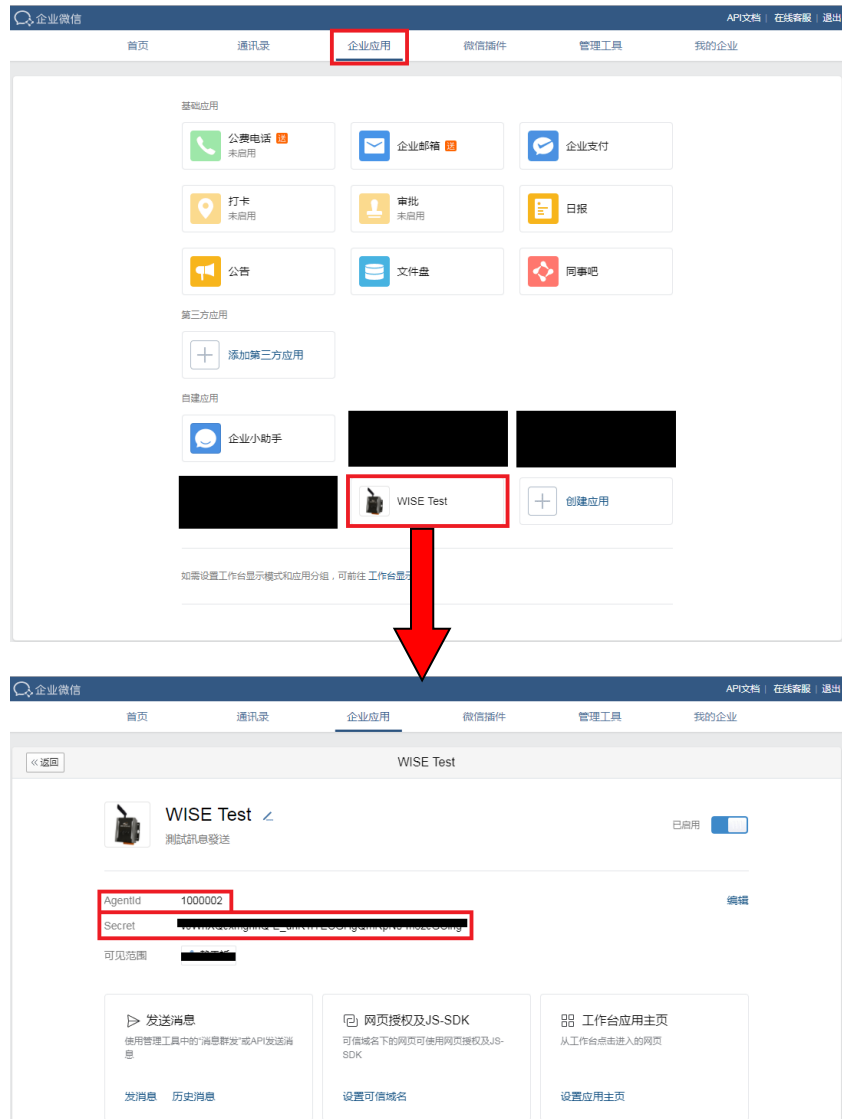 企业微信
API文档 | 在线客服 | 退出
首页 通讯录 企业应用 微信插件 管理工具 我的企业
基础应用
公费电话 送
未启用
企业邮箱 送
企业支付
打卡
未启用
审批
未启用
日报
公告
文件盘
同事吧
第三方应用
添加第三方应用
自建应用
企业小助手
WISE Test
创建应用
如需设置工作台显示模式和应用分组，可前往 工作台显
企业微信
API文档 | 在线客服 | 退出
首页 通讯录 企业应用 微信插件 管理工具 我的企业
«返回
WISE Test
WISE Test
測試訊息發送
已启用
AgentId 1000002
编辑
Secret
可见范围
发送消息
使用管理工具中的“消息群发”或API发送消
息
发消息 历史消息
网页授权及JS-SDK
可信域名下的网页可使用网页授权及JS-
SDK
设置可信域名
工作台应用主页
从工作台点击进入的网页
设置应用主页